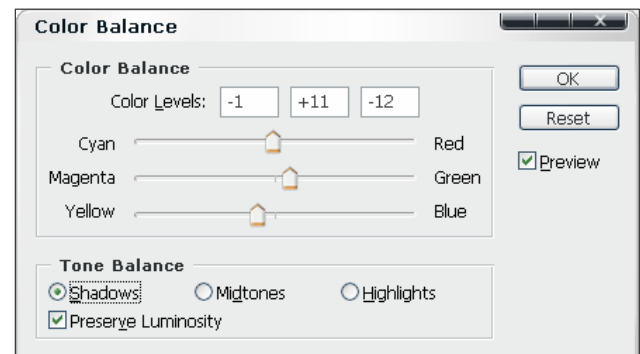 Color Balance
Color Balance
Color Levels: -1 +11 -12
Cyan Red
Magenta Green
Yellow Blue
OK
Reset
Preview
Tone Balance
Shadows Midtones Highlights
Preserve Luminosity